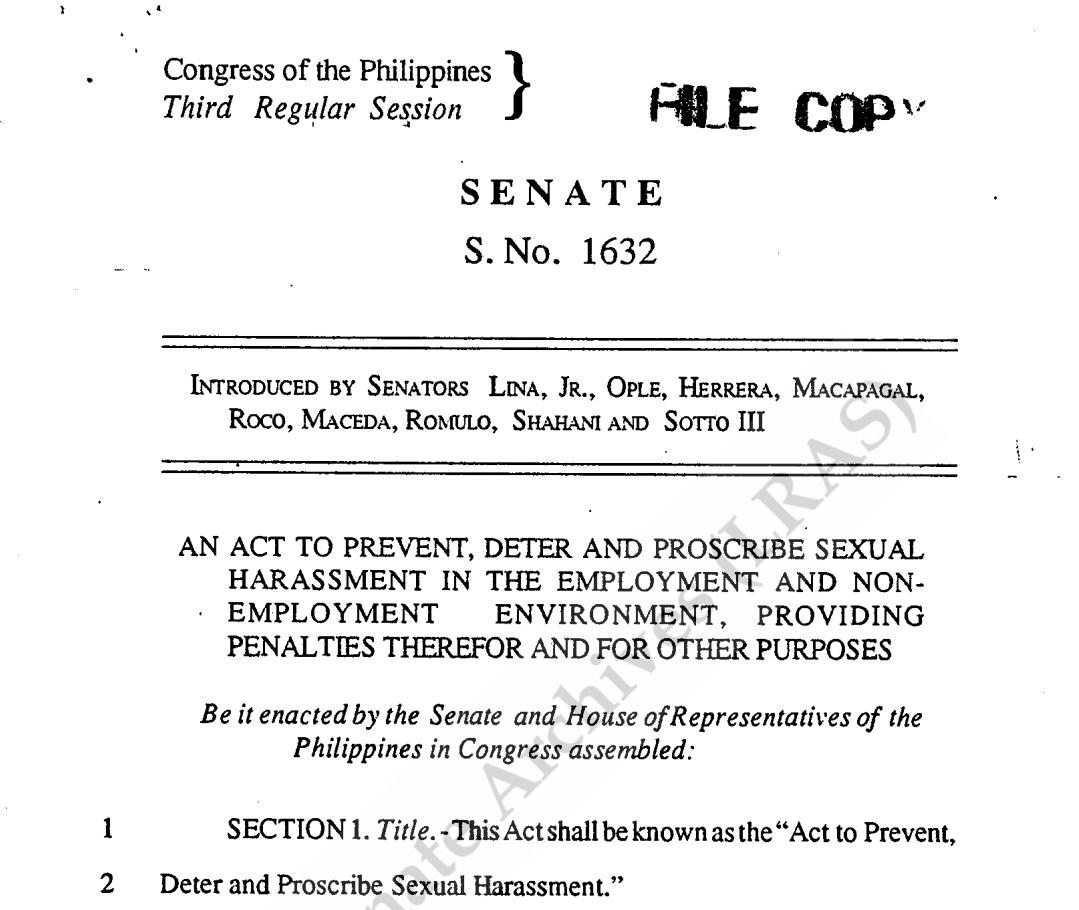 Congress of the Philippines }
Third Regular Session
FILE COPY
SENATE
S. No. 1632
INTRODUCED BY SENATORS LINA, JR., OPLE, HERRERA, MACAPAGAL,
ROCO, MACEDA, ROMULO, SHAHANI AND SOTTO III
AN ACT TO PREVENT, DETER AND PROSCRIBE SEXUAL
HARASSMENT IN THE EMPLOYMENT AND NON-
EMPLOYMENT ENVIRONMENT, PROVIDING
PENALTIES THEREFOR AND FOR OTHER PURPOSES
Be it enacted by the Senate and House of Representatives of the
Philippines in Congress assembled:
1 SECTION 1. Title. - This Act shall be known as the “Act to Prevent,
2 Deter and Proscribe Sexual Harassment.”
Archives (LRAS)